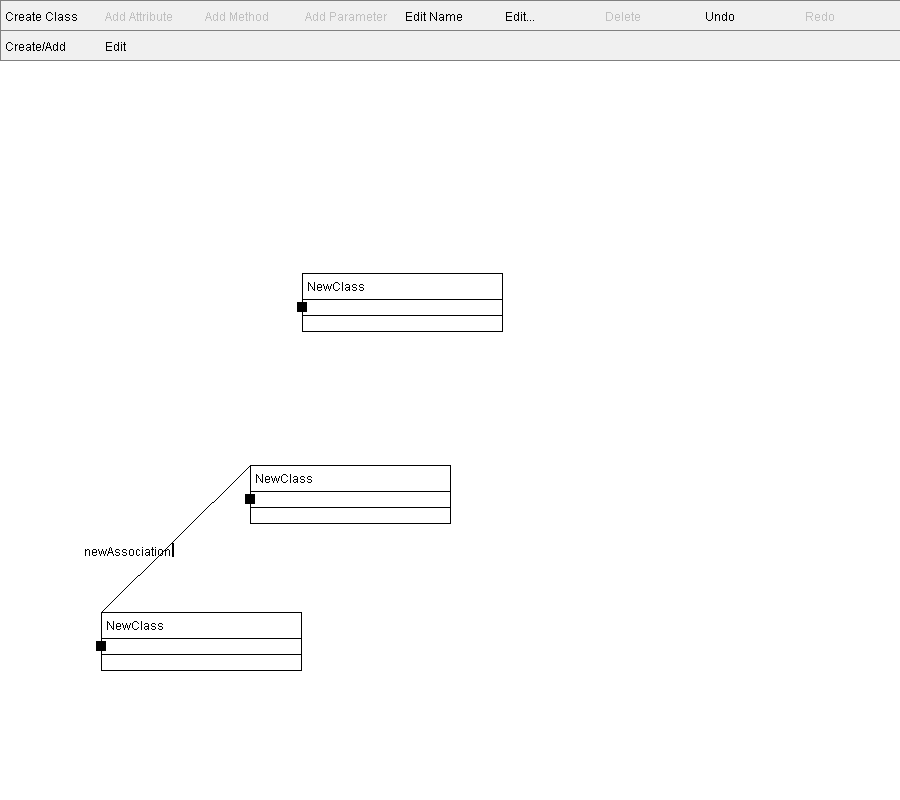 Create Class Add Attribute Add Method Add Parameter Edit Name Edit... Delete Undo Redo
Create/Add Edit
NewClass
NewClass
newAssociation
NewClass